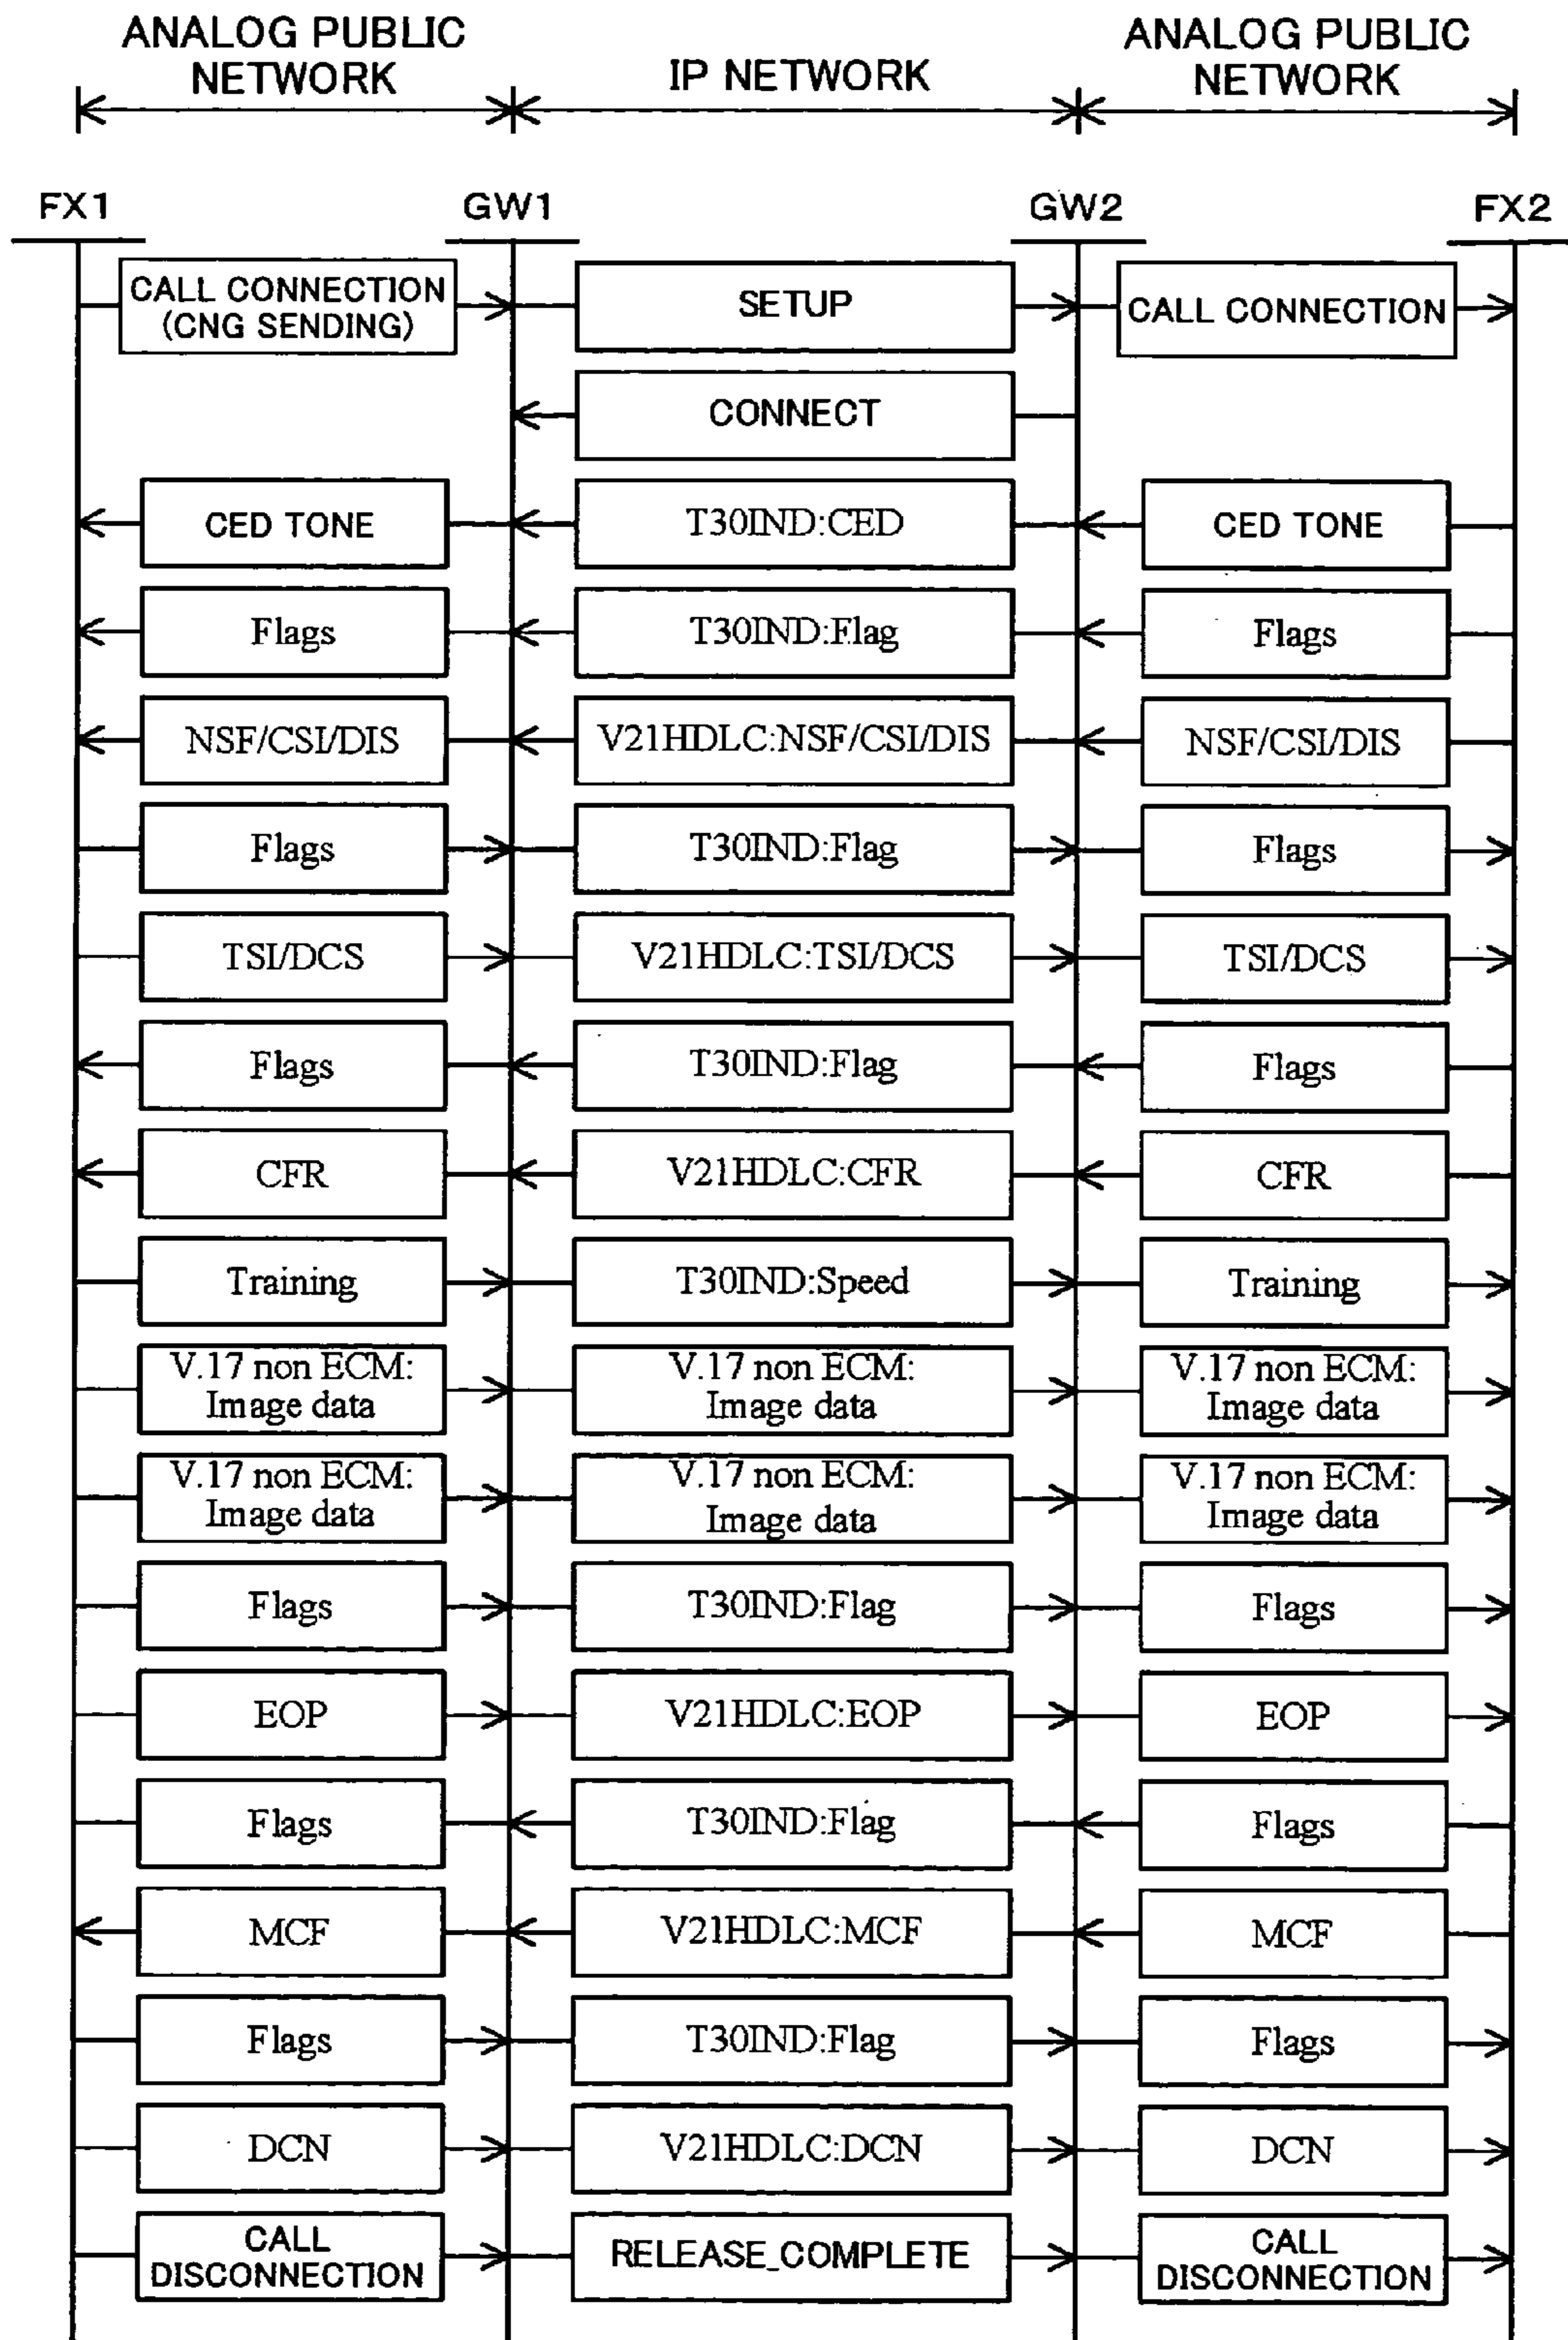 ANALOG PUBLIC
NETWORK
IP NETWORK
ANALOG PUBLIC
NETWORK
FX1
GW1
GW2
FX2
CALL CONNECTION
(CNG SENDING)
SETUP
CALL CONNECTION
CONNECT
CED TONE
T30IND:CED
CED TONE
Flags
T30IND:Flag
Flags
NSF/CSI/DIS
V21HDLC:NSF/CSI/DIS
NSF/CSI/DIS
Flags
T30IND:Flag
Flags
TSI/DCS
V21HDLC:TSI/DCS
TSI/DCS
Flags
T30IND:Flag
Flags
CFR
V21HDLC:CFR
CFR
Training
T30IND:Speed
Training
V.17 non ECM:
Image data
V.17 non ECM:
Image data
V.17 non ECM:
Image data
V.17 non ECM:
Image data
V.17 non ECM:
Image data
V.17 non ECM:
Image data
Flags
T30IND:Flag
Flags
EOP
V21HDLC:EOP
EOP
Flags
T30IND:Flag
Flags
MCF
V21HDLC:MCF
MCF
Flags
T30IND:Flag
Flags
DCN
V21HDLC:DCN
DCN
CALL
DISCONNECTION
RELEASE_COMPLETE
CALL
DISCONNECTION